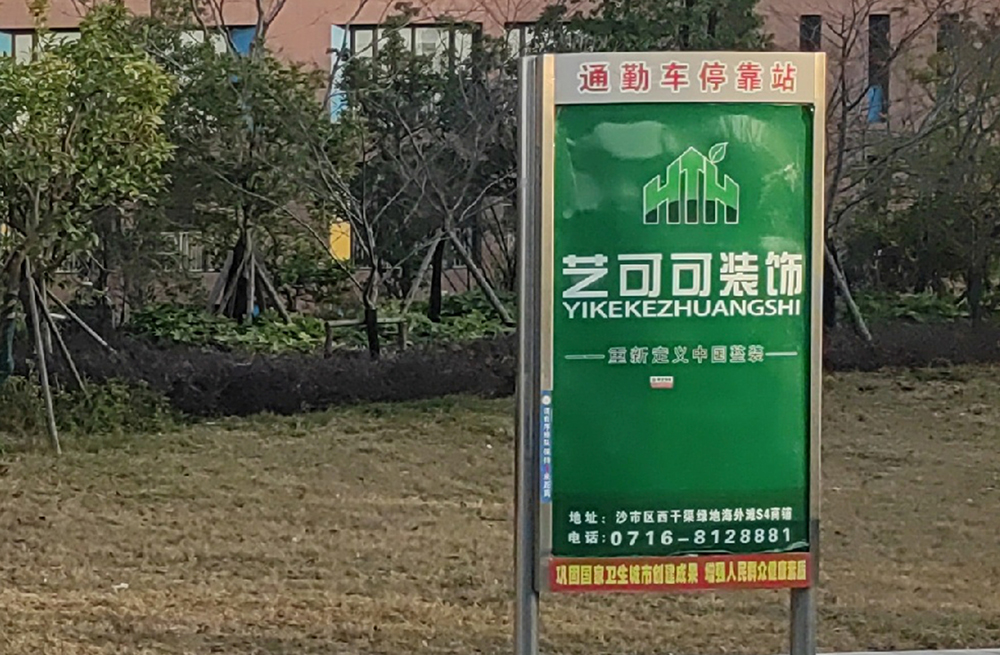 通勤车停靠站
艺可可装饰
YIKEKEZHUANGSHI
重新定义中国整装
地址：沙市区西干渠绿地海外滩S4商铺
电话：0716-8128881
巩固国家卫生城市创建成果 增强人民群众健康素质